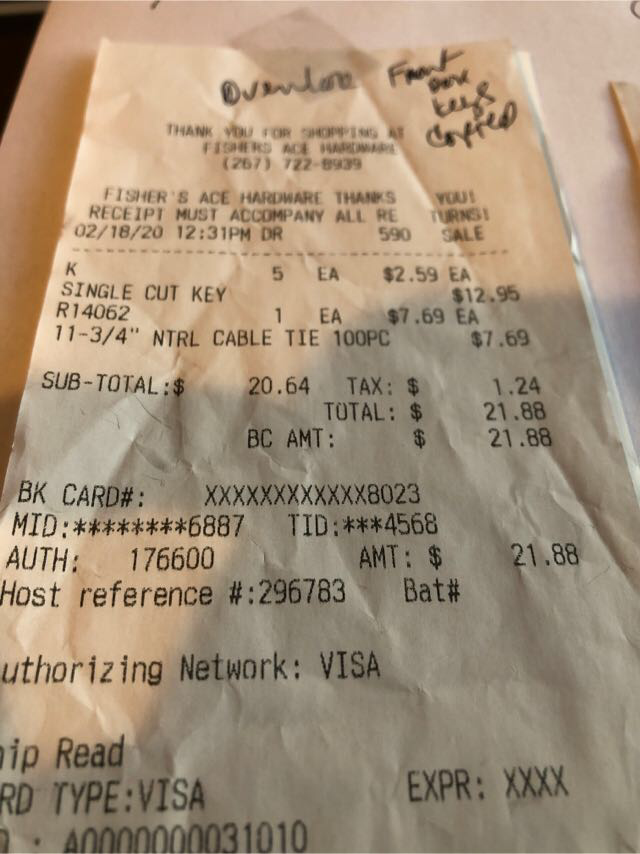 Front
door
keys
copied
THANK YOU FOR SHOPPING AT
FISHERS ACE HARDWARE
(267) 722-8939
FISHER'S ACE HARDWARE THANKS YOU!
RECEIPT MUST ACCOMPANY ALL RE TURNS!
02/18/20 12:31PM DR 590 SALE
K 5 EA $2.59 EA
SINGLE CUT KEY $12.95
R14062 1 EA $7.69 EA
11-3/4" NTRL CABLE TIE 100PC $7.69
SUB-TOTAL:$ 20.64 TAX: $ 1.24
TOTAL: $ 21.88
BC AMT: $ 21.88
BK CARD#: XXXXXXXXXXXX8023
MID:********6887 TID:***4568
AUTH: 176600 AMT: $ 21.88
Host reference #:296783 Bat#
uthorizing Network: VISA
ip Read
RD TYPE:VISA EXPR: XXXX
D : A0000000031010